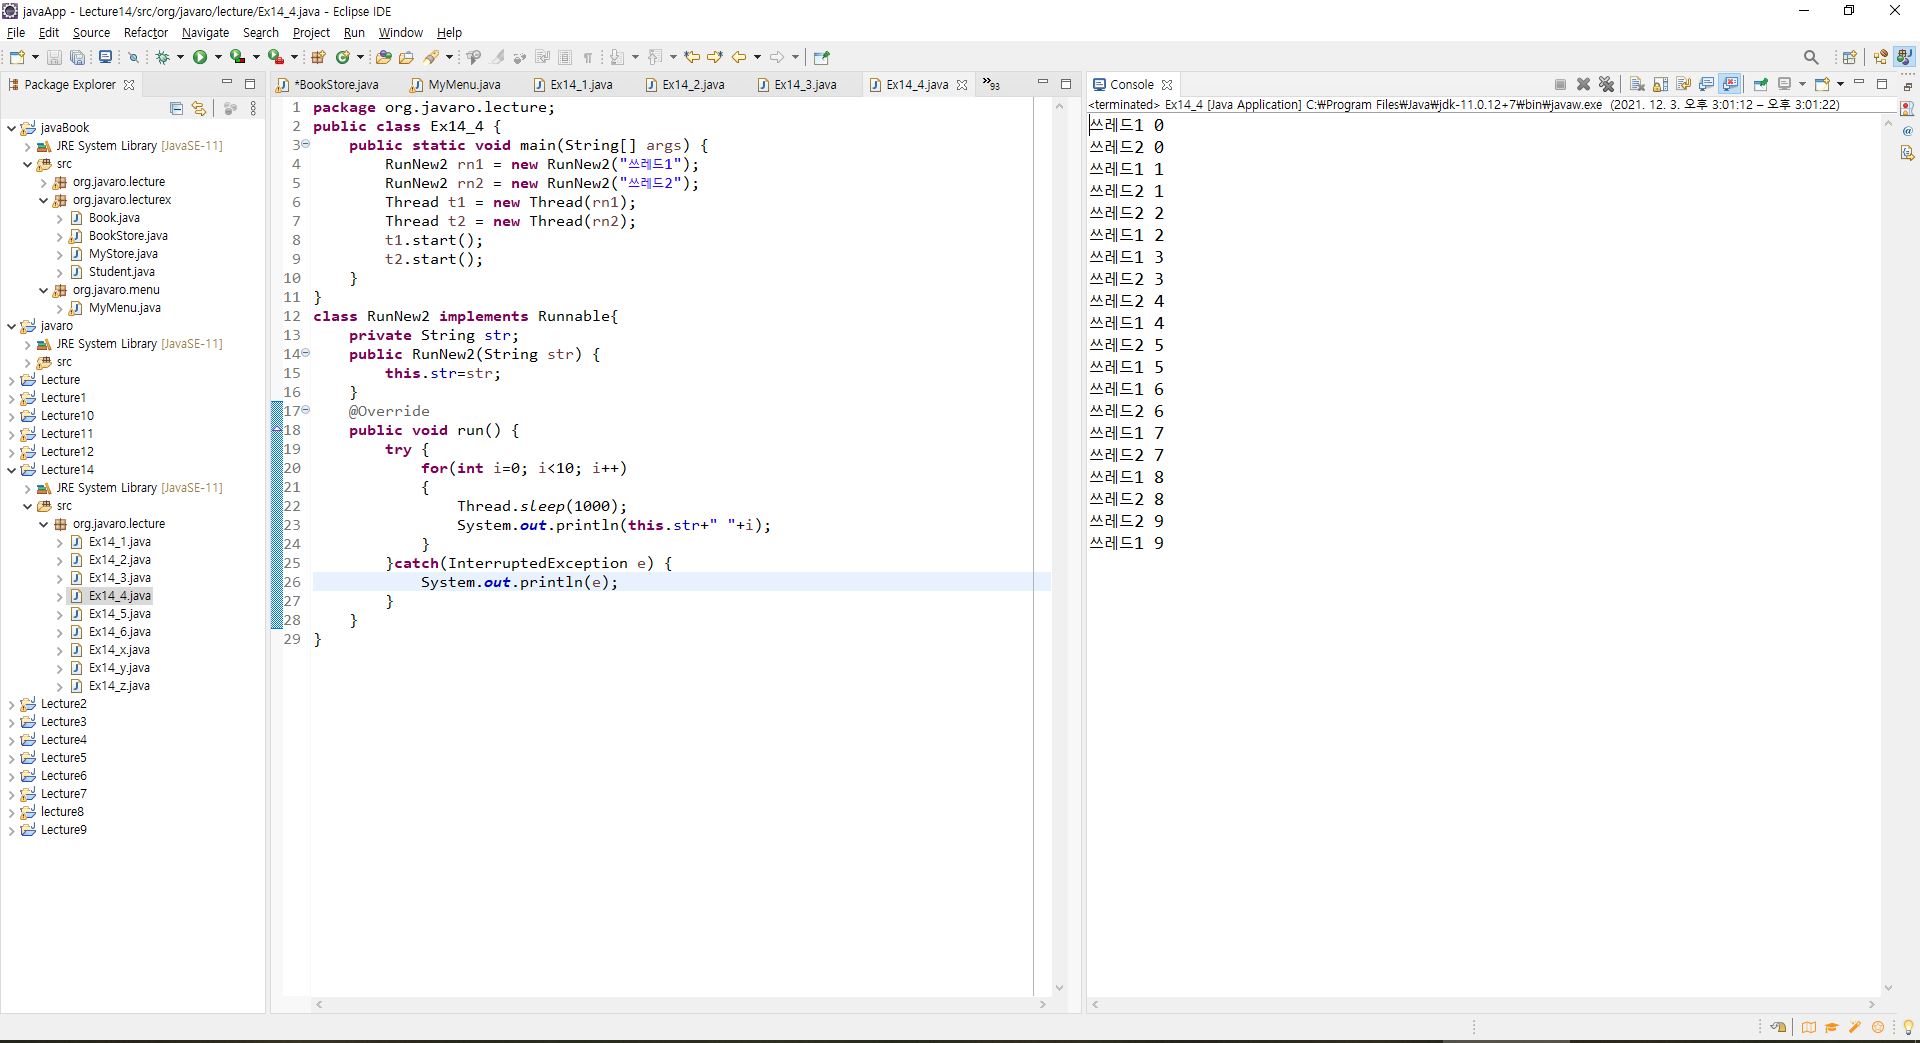 javaApp - Lecture14/src/org/javaro/lecture/Ex14_4.java - Eclipse IDE
File Edit Source Refactor Navigate Search Project Run Window Help
Package Explorer
javaBook
JRE System Library [JavaSE-11]
src
org.javaro.lecture
org.javaro.lecturex
Book.java
BookStore.java
MyStore.java
Student.java
org.javaro.menu
MyMenu.java
javaro
JRE System Library [JavaSE-11]
src
Lecture
Lecture1
Lecture10
Lecture11
Lecture12
Lecture14
JRE System Library [JavaSE-11]
src
org.javaro.lecture
Ex14_1.java
Ex14_2.java
Ex14_3.java
Ex14_4.java
Ex14_5.java
Ex14_6.java
Ex14_x.java
Ex14_y.java
Ex14_z.java
Lecture2
Lecture3
Lecture4
Lecture5
Lecture6
Lecture7
lecture8
Lecture9
*BookStore.java MyMenu.java Ex14_1.java Ex14_2.java Ex14_3.java Ex14_4.java »93
1 package org.javaro.lecture;
2 public class Ex14_4 {
3 public static void main(String[] args) {
4 RunNew2 rn1 = new RunNew2("쓰레드1");
5 RunNew2 rn2 = new RunNew2("쓰레드2");
6 Thread t1 = new Thread(rn1);
7 Thread t2 = new Thread(rn2);
8 t1.start();
9 t2.start();
10 }
11 }
12 class RunNew2 implements Runnable{
13 private String str;
14 public RunNew2(String str) {
15 this.str=str;
16 }
17 @Override
18 public void run() {
19 try {
20 for(int i=0; i<10; i++)
21 {
22 Thread.sleep(1000);
23 System.out.println(this.str+" "+i);
24 }
25 }catch(InterruptedException e) {
26 System.out.println(e);
27 }
28 }
29 }
Console
<terminated> Ex14_4 [Java Application] C:₩Program Files₩Java₩jdk-11.0.12+7₩bin₩javaw.exe (2021. 12. 3. 오후 3:01:12 – 오후 3:01:22)
쓰레드1 0
쓰레드2 0
쓰레드1 1
쓰레드2 1
쓰레드2 2
쓰레드1 2
쓰레드1 3
쓰레드2 3
쓰레드2 4
쓰레드1 4
쓰레드2 5
쓰레드1 5
쓰레드1 6
쓰레드2 6
쓰레드1 7
쓰레드2 7
쓰레드1 8
쓰레드2 8
쓰레드2 9
쓰레드1 9